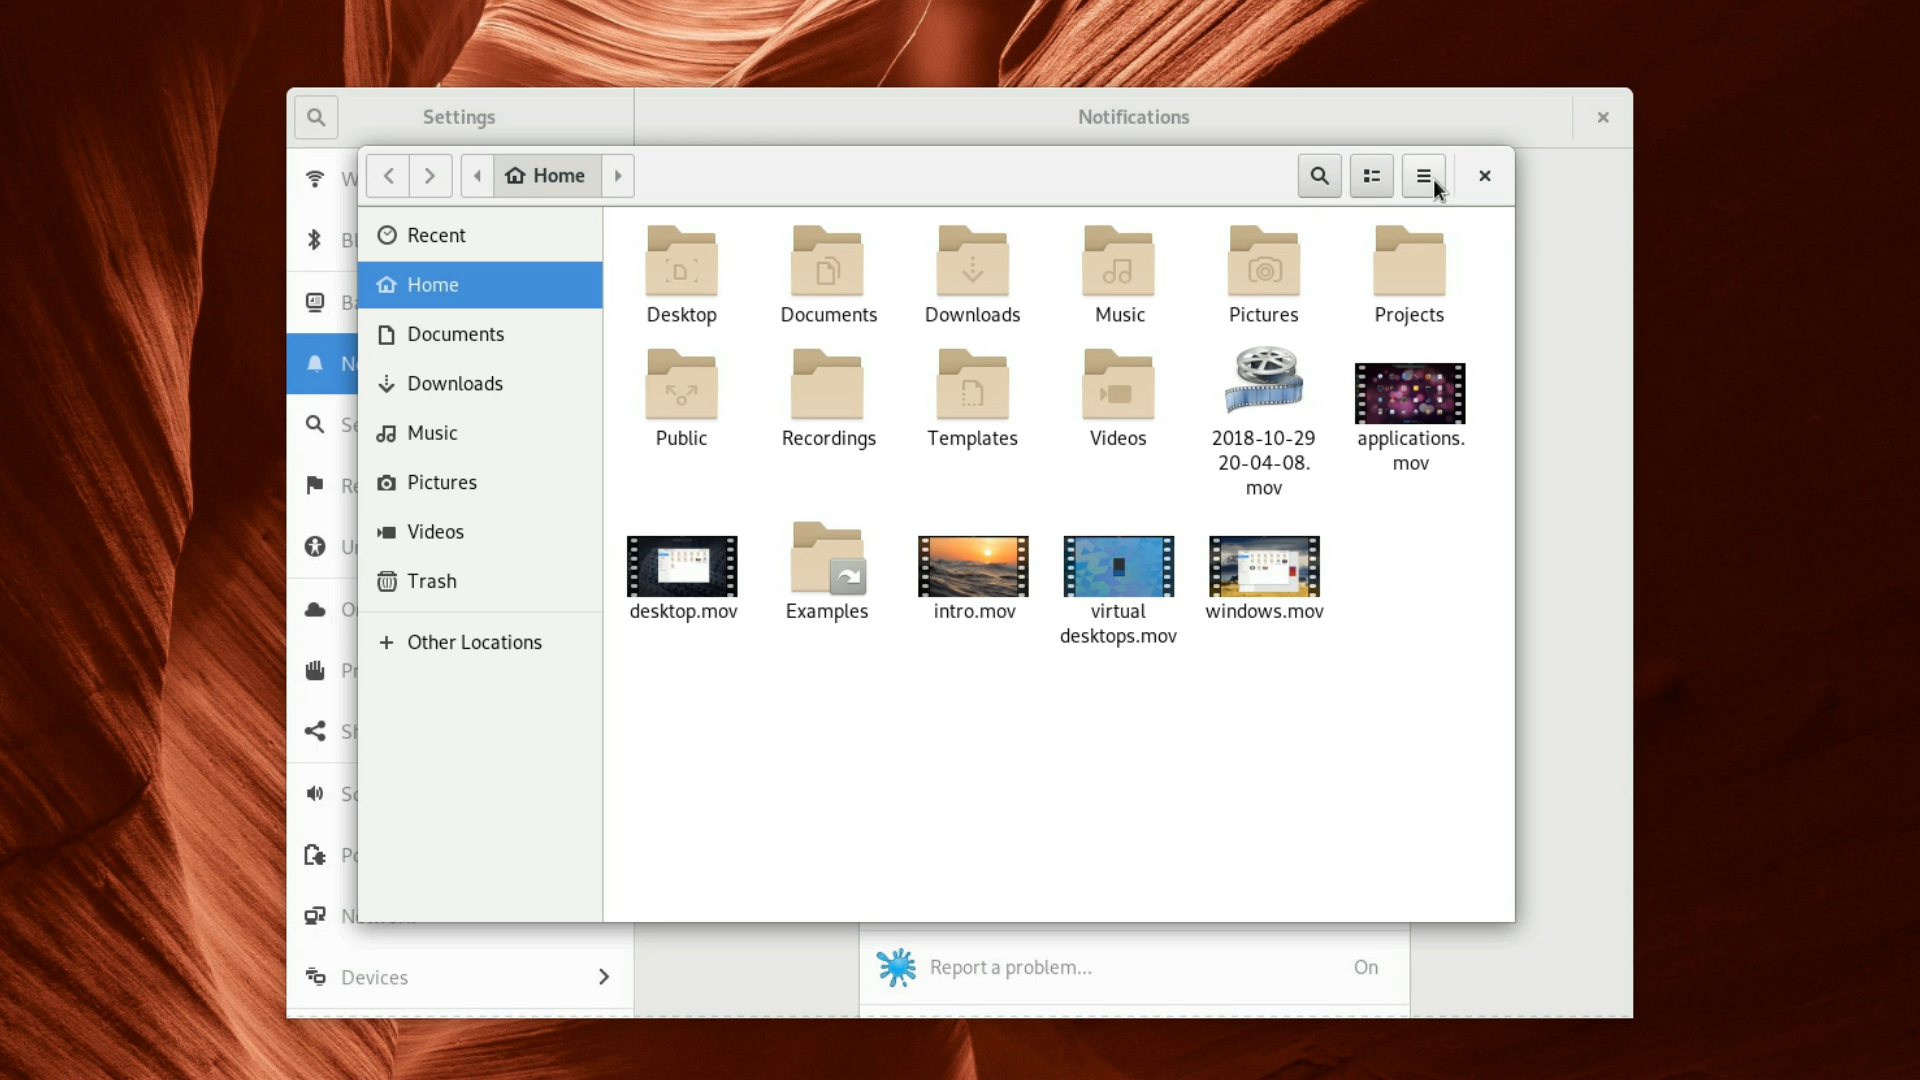 Settings
Notifications
Home
Recent
Home
Documents
Downloads
Music
Pictures
Videos
Trash
Other Locations
Desktop
Documents
Downloads
Music
Pictures
Projects
Public
Recordings
Templates
Videos
2018-10-29
20-04-08.
mov
applications.
mov
desktop.mov
Examples
intro.mov
virtual
desktops.mov
windows.mov
Devices
Report a problem...
On